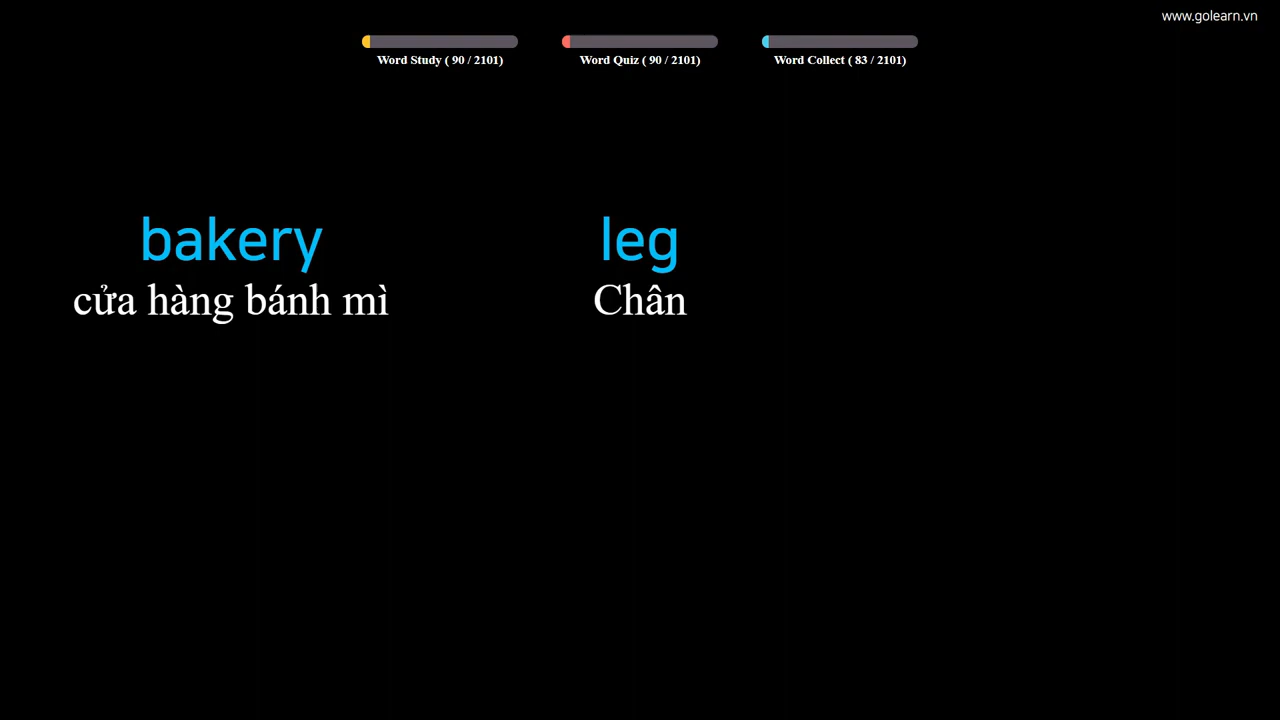 www.golearn.vn
Word Study ( 90 / 2101)
Word Quiz ( 90 / 2101)
Word Collect ( 83 / 2101)
bakery
cửa hàng bánh mì
leg
Chân